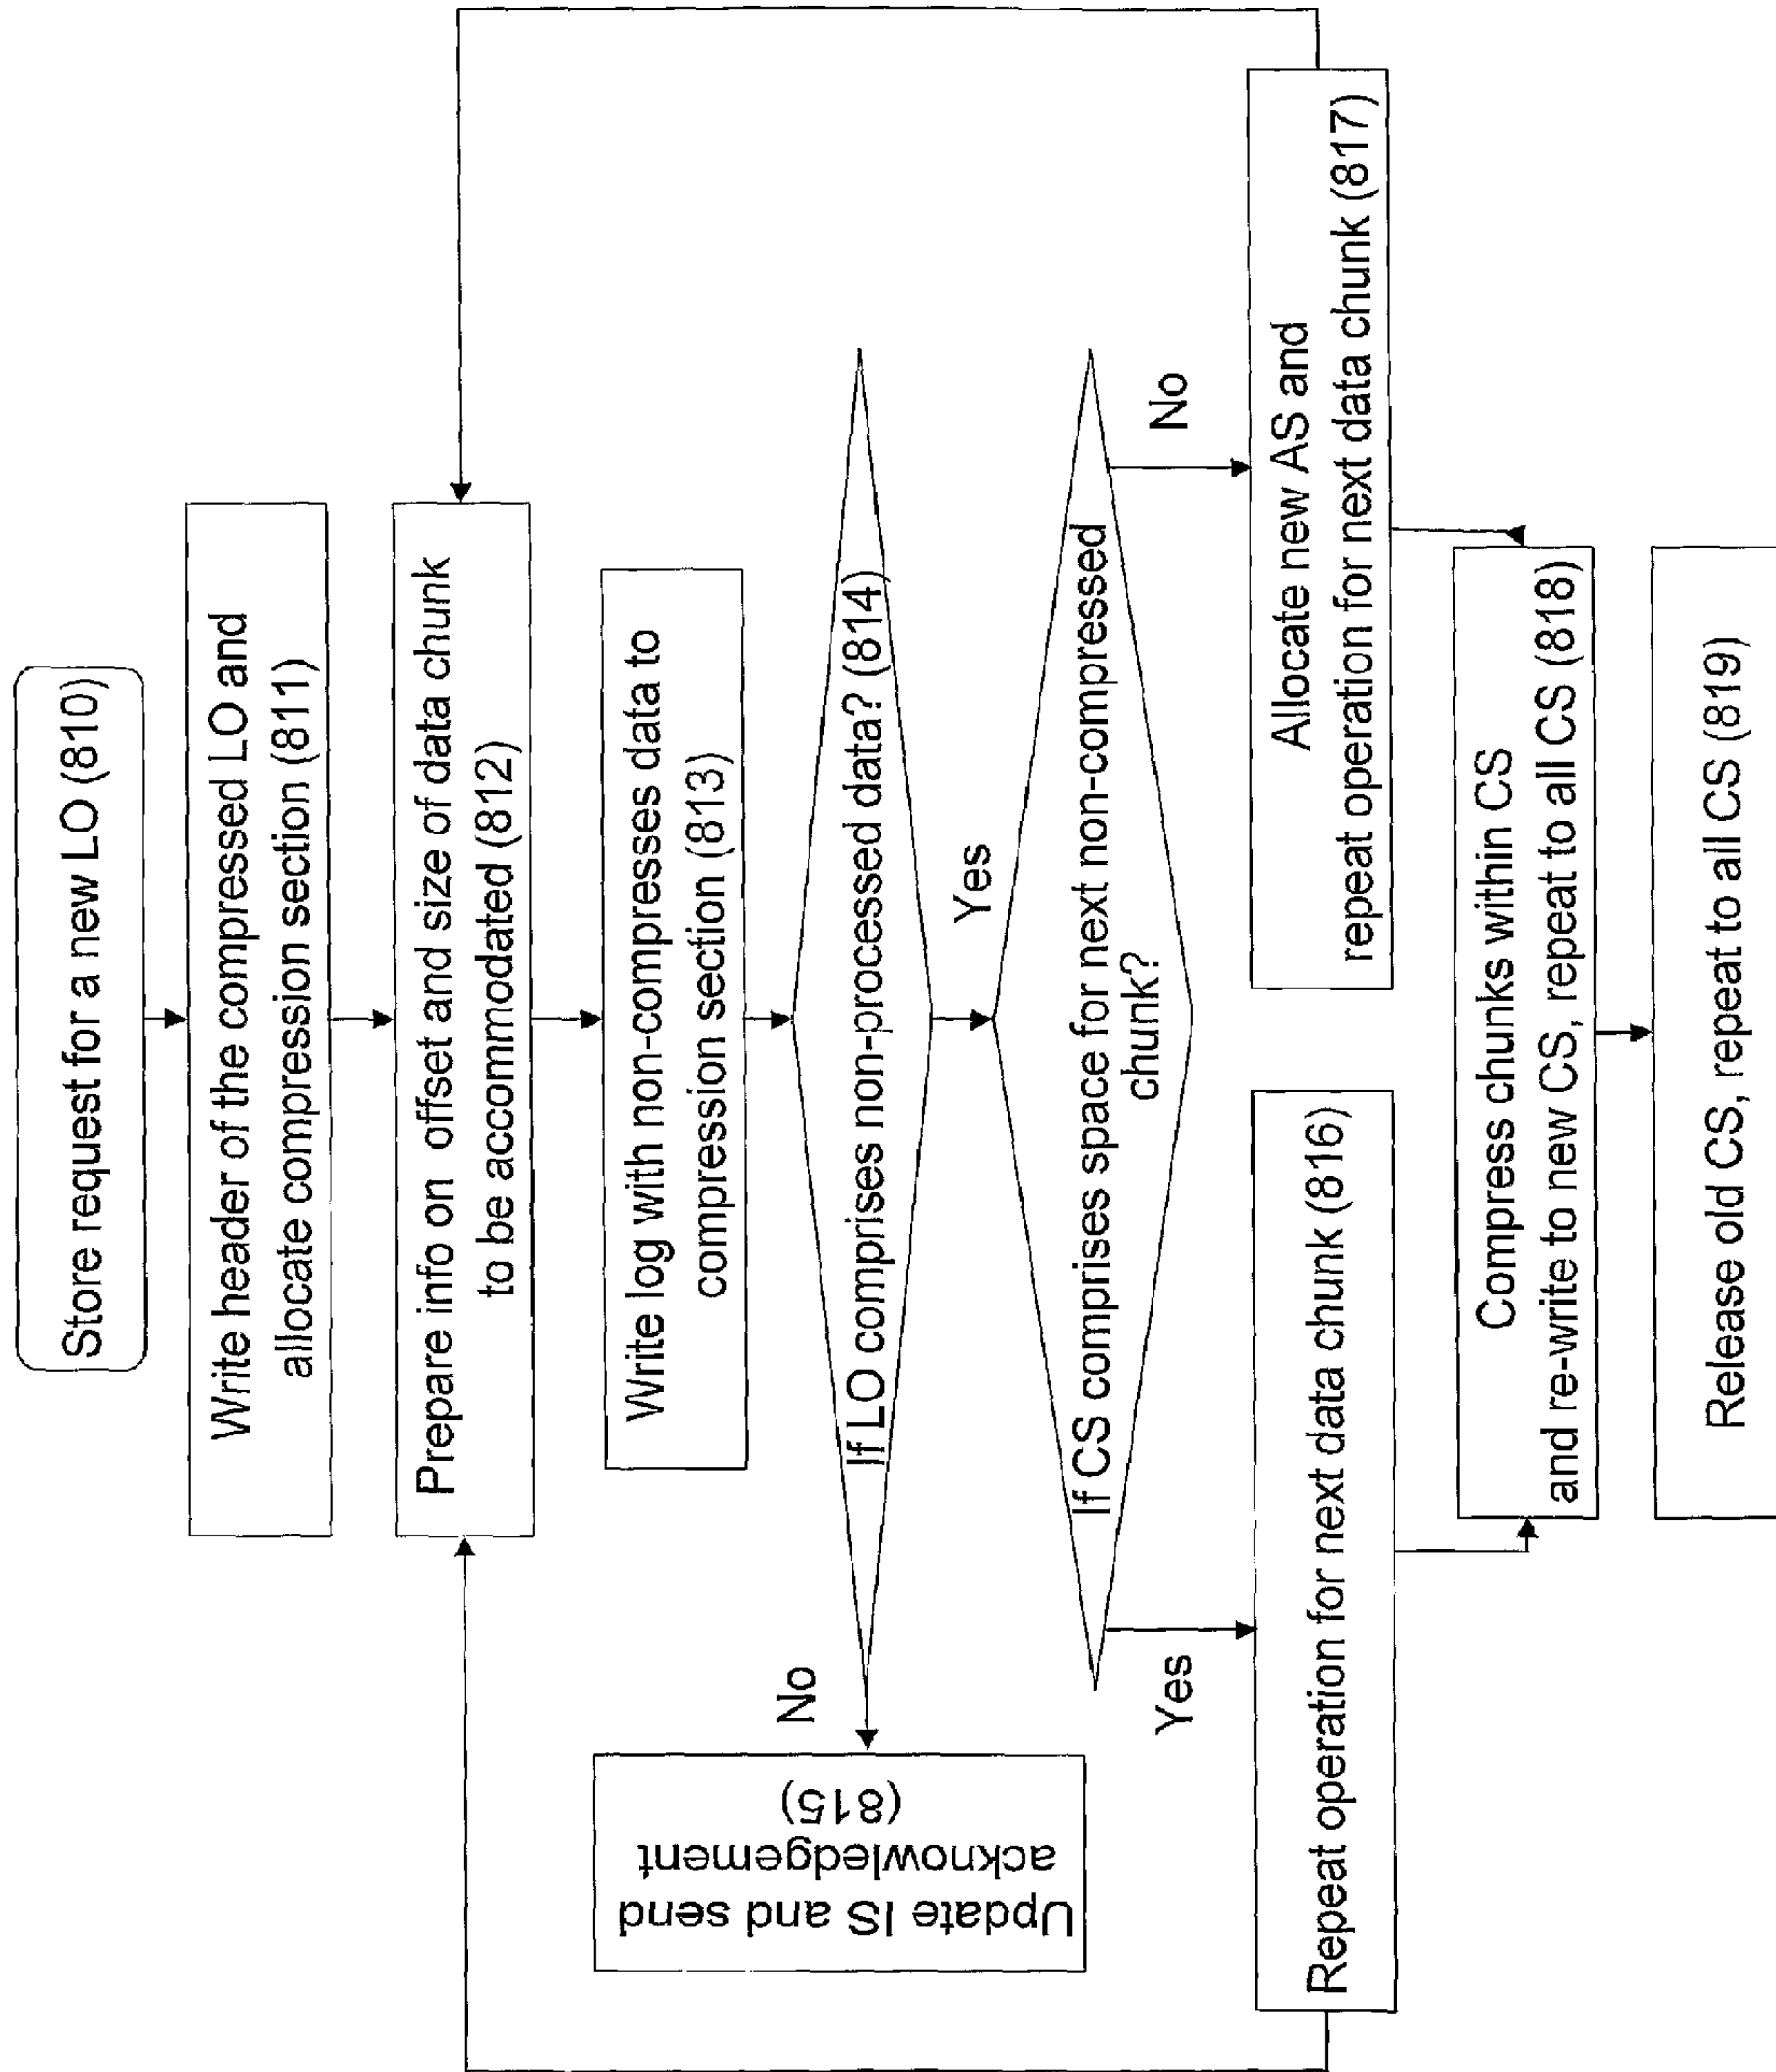 Store request for a new LO (810)
Write header of the compressed LO and
allocate compression section (811)
Prepare info on offset and size of data chunk
to be accomodated (812)
Write log with non-compresses data to
compression section (813)
If LO comprises non-processed data? (814)
No
Update IS and send
acknowledgement
(815)
Yes
If CS comprises space for next non-compressed
chunk?
Yes
No
Repeat operation for next data chunk (816)
Allocate new AS and
repeat operation for next data chunk (817)
Compress chunks within CS
and re-write to new CS, repeat to all CS (818)
Release old CS, repeat to all CS (819)